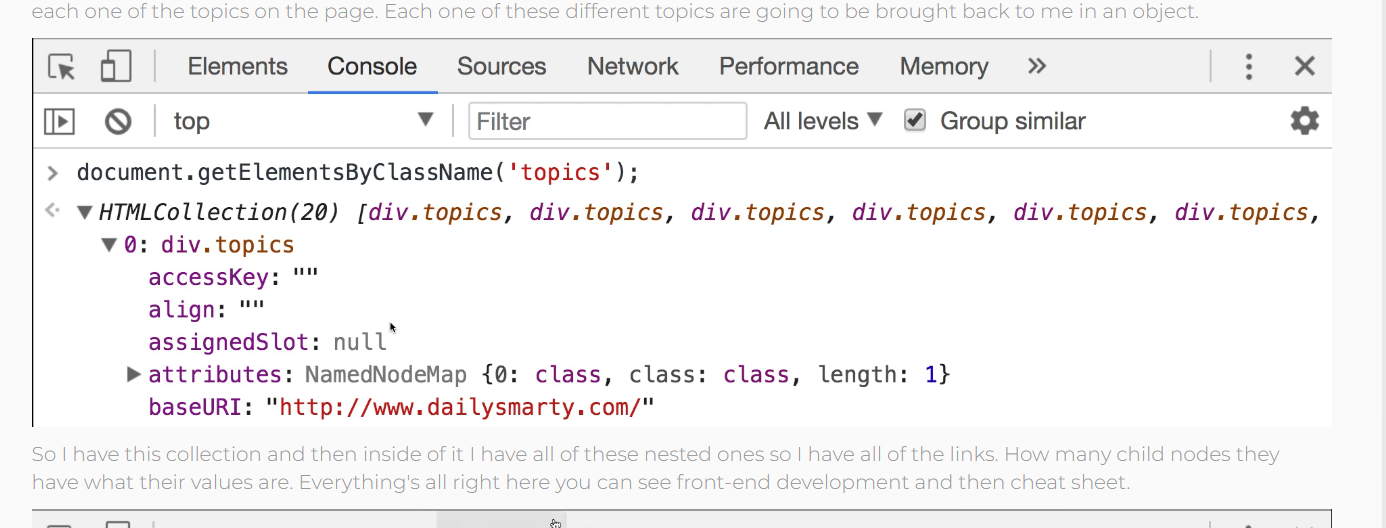 each one of the topics on the page. Each one of these different topics are going to be brought back to me in an object.
Elements Console Sources Network Performance Memory »
top ▼ Filter All levels ▼ Group similar
> document.getElementsByClassName('topics');
▼ HTMLCollection(20) [div.topics, div.topics, div.topics, div.topics, div.topics, div.topics,
▼ 0: div.topics
accessKey: ""
align: ""
assignedSlot: null
▶ attributes: NamedNodeMap {0: class, class: class, length: 1}
baseURI: "http://www.dailysmarty.com/"
So I have this collection and then inside of it I have all of these nested ones so I have all of the links. How many child nodes they
have what their values are. Everything's all right here you can see front-end development and then cheat sheet.